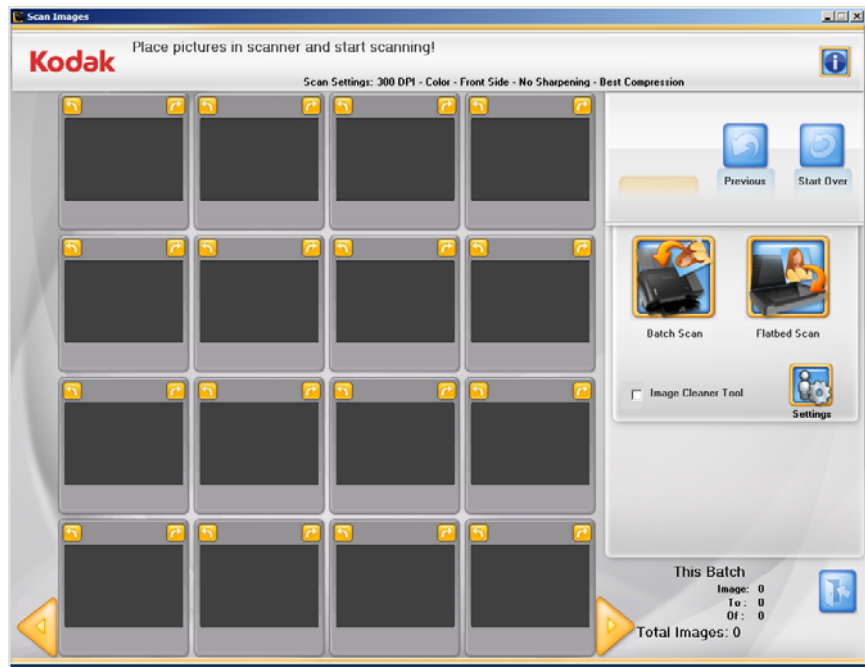 Scan Images
Kodak
Place pictures in scanner and start scanning!
Scan Settings: 300 DPI - Color - Front Side - No Sharpening - Best Compression
Previous
Start Over
Batch Scan
Flatbed Scan
Image Cleaner Tool
Settings
This Batch
Image: 0
To : 0
Of : 0
Total Images: 0